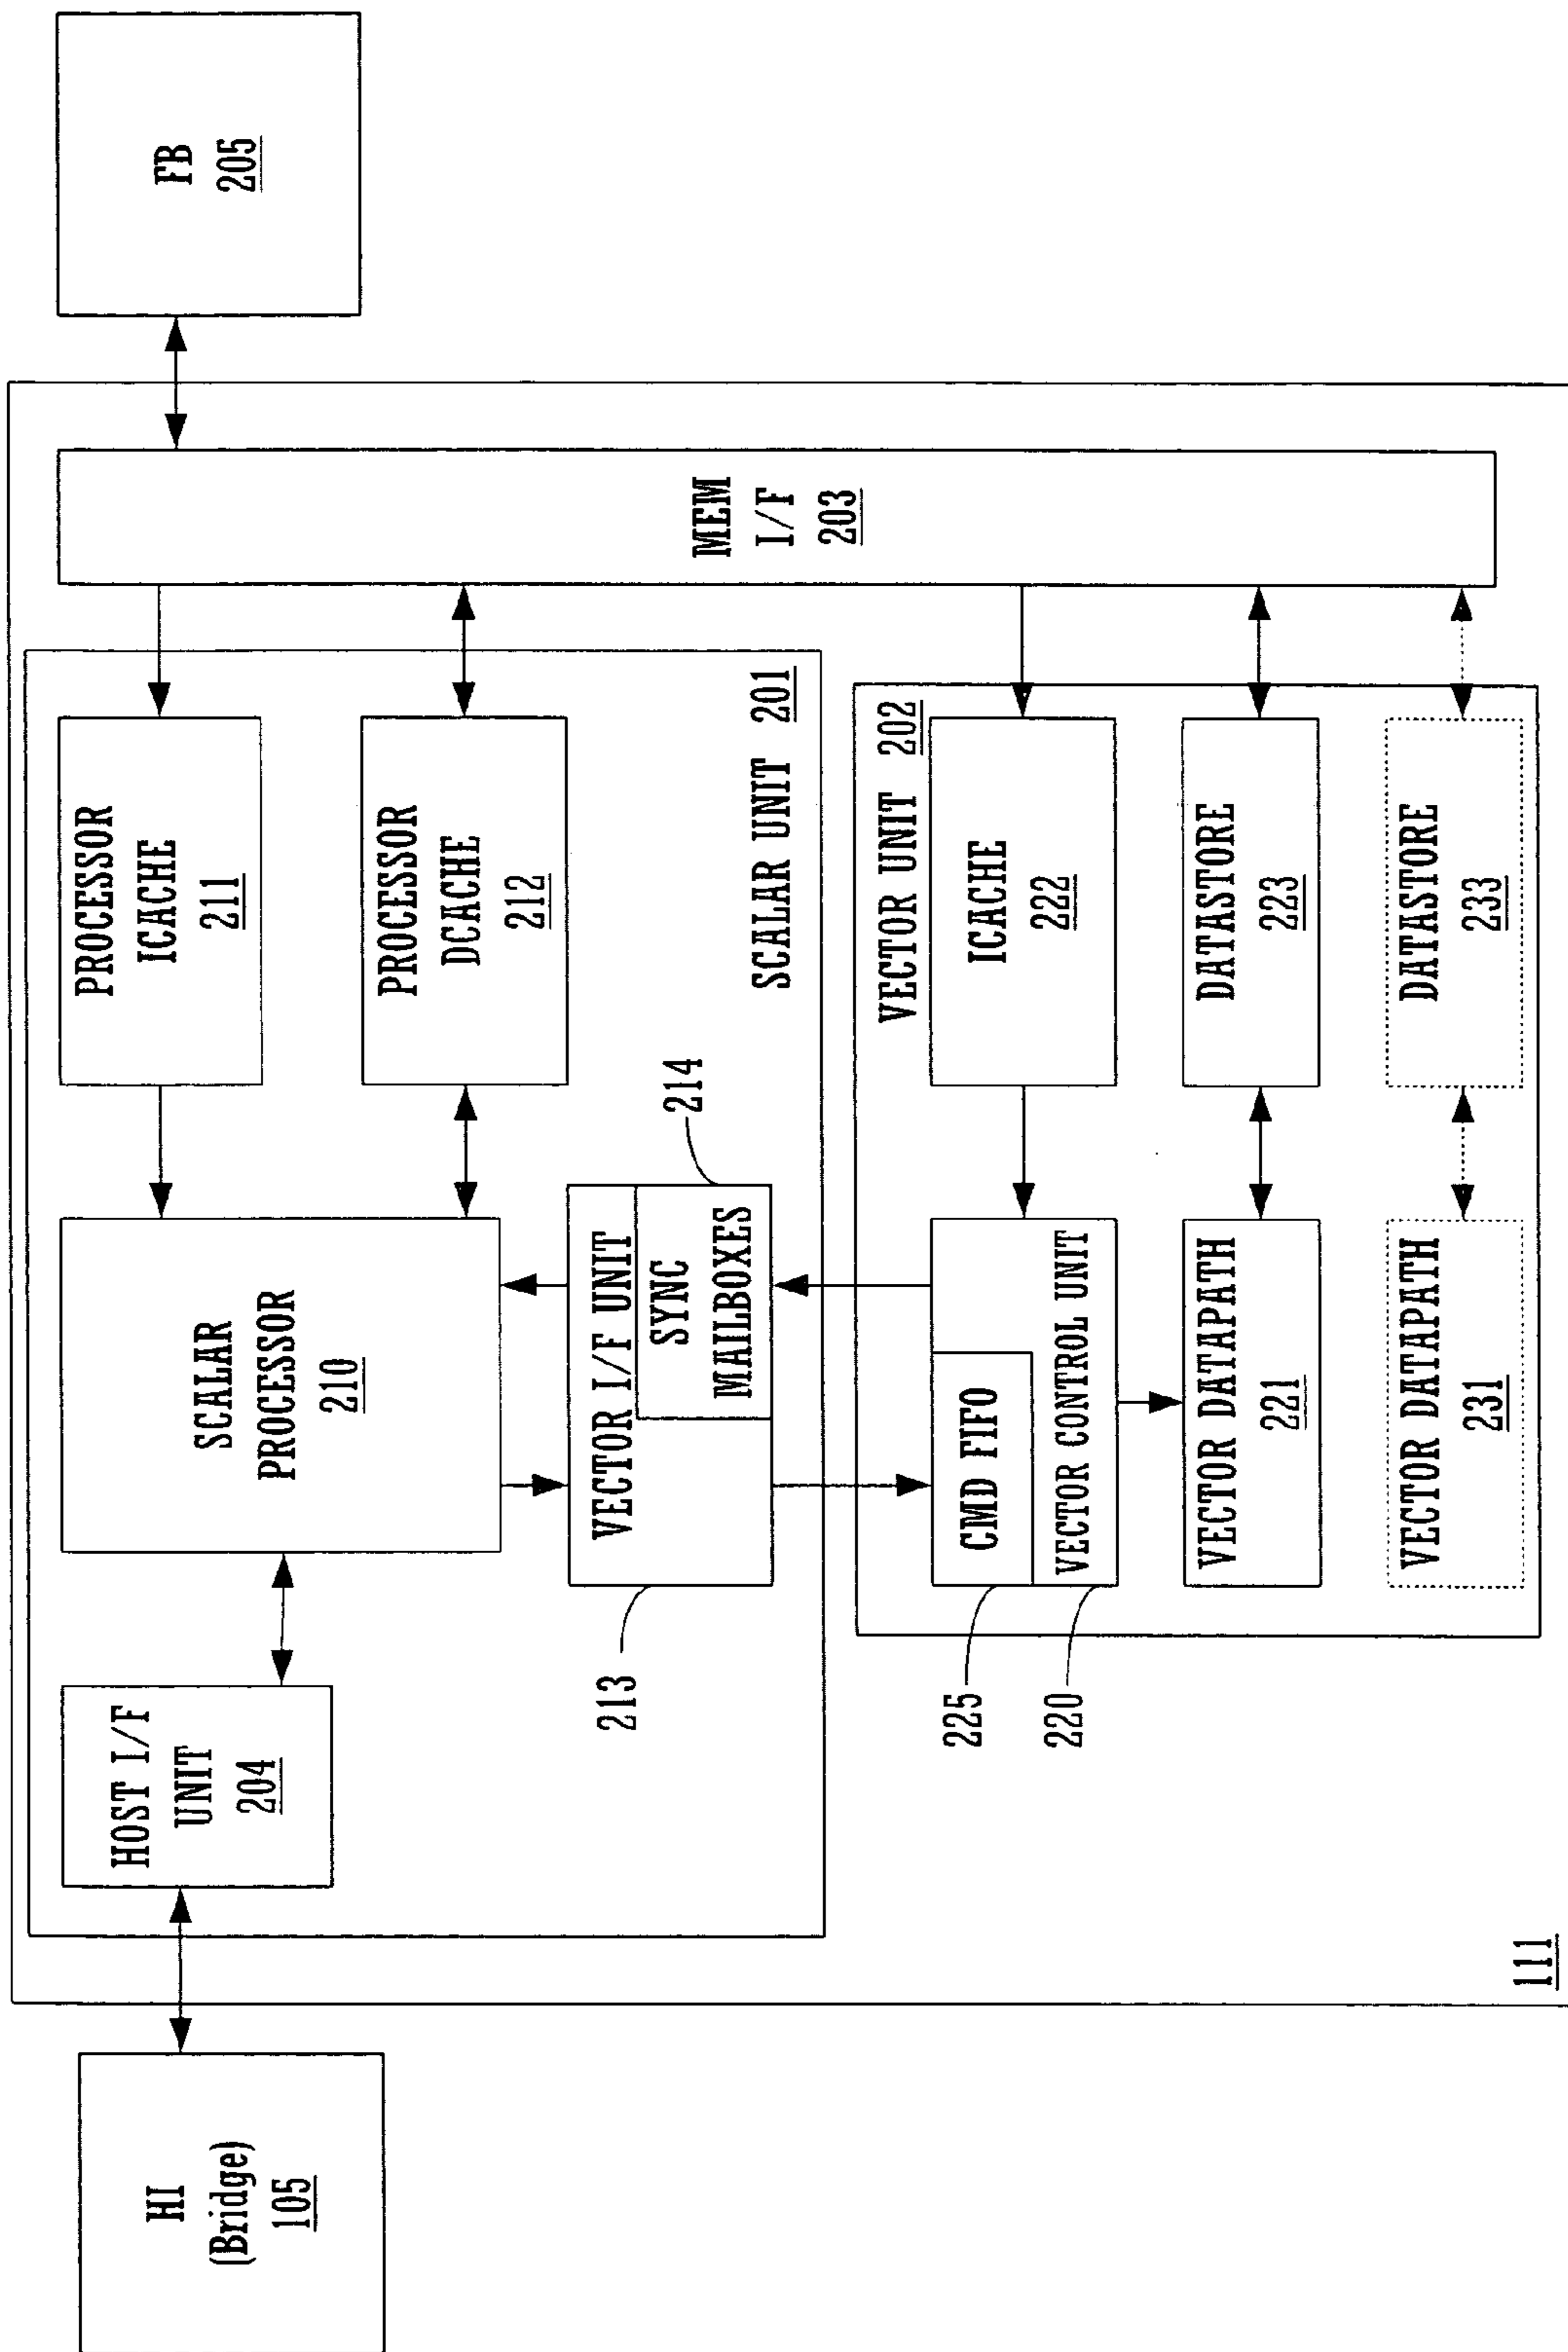 HI
(Bridge)
105
HOST I/F
UNIT
204
SCALAR
PROCESSOR
210
PROCESSOR
ICACHE
211
PROCESSOR
DCACHE
212
213
VECTOR I/F UNIT
SYNC
MAILBOXES
214
SCALAR UNIT 201
MEM
I/F
203
FB
205
VECTOR UNIT 202
225
CMD FIFO
220
VECTOR CONTROL UNIT
ICACHE
222
VECTOR DATAPATH
221
DATASTORE
223
VECTOR DATAPATH
231
DATASTORE
233
111